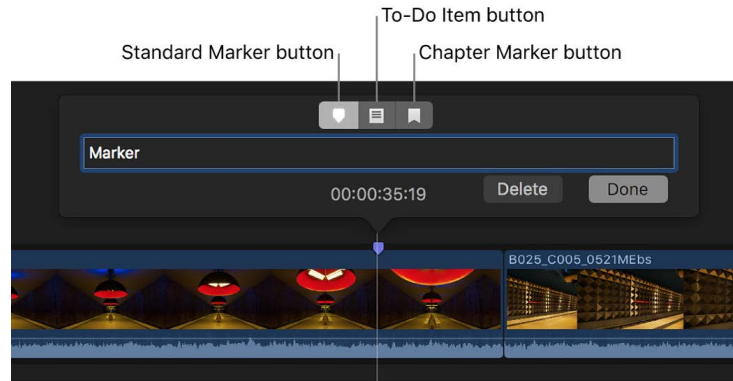 To-Do Item button
Standard Marker button
Chapter Marker button
Marker
00:00:35:19
Delete
Done
B025_C005_0521MEbs